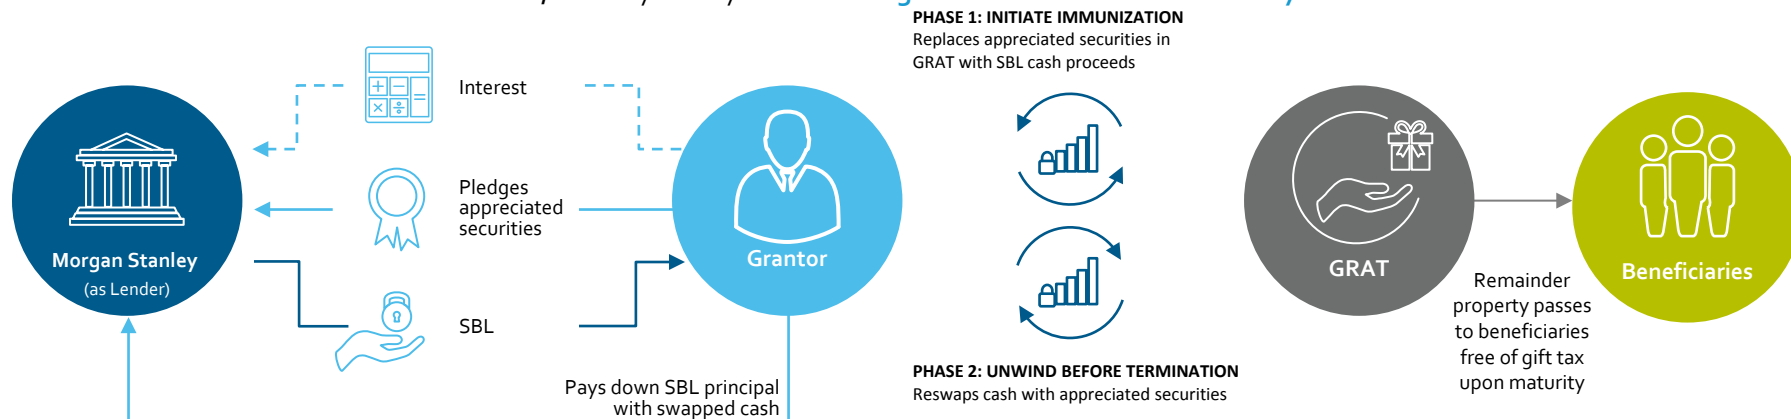 PHASE 1: INITIATE IMMUNIZATION
Replaces appreciated securities in
GRAT with SBL cash proceeds
Interest
Pledges
appreciated
securities
Morgan Stanley
(as Lender)
SBL
Grantor
GRAT
Beneficiaries
Remainder
property passes
to beneficiaries
free of gift tax
upon maturity
PHASE 2: UNWIND BEFORE TERMINATION
Reswaps cash with appreciated securities
Pays down SBL principal
with swapped cash